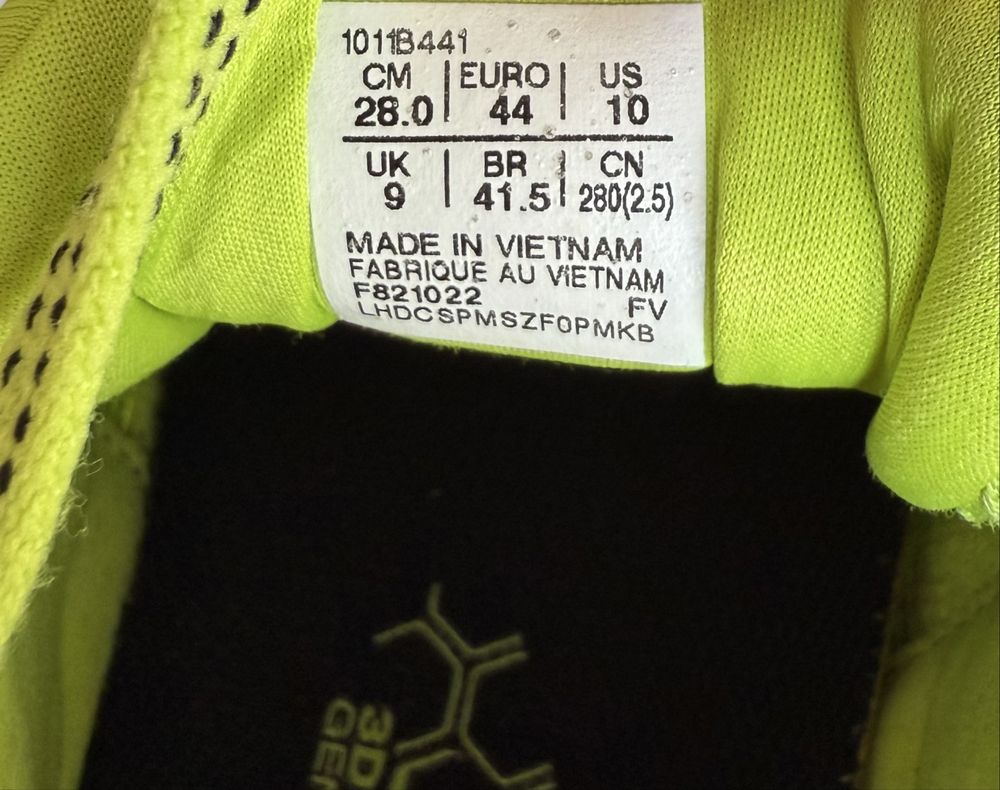 1011B441
CM | EURO | US
28.0 | 44 | 10
UK | BR | CN
9 | 41.5 | 280(2.5)
MADE IN VIETNAM
FABRIQUE AU VIETNAM
F821022 FV
LHDCSPMSZF0PMKB
3D